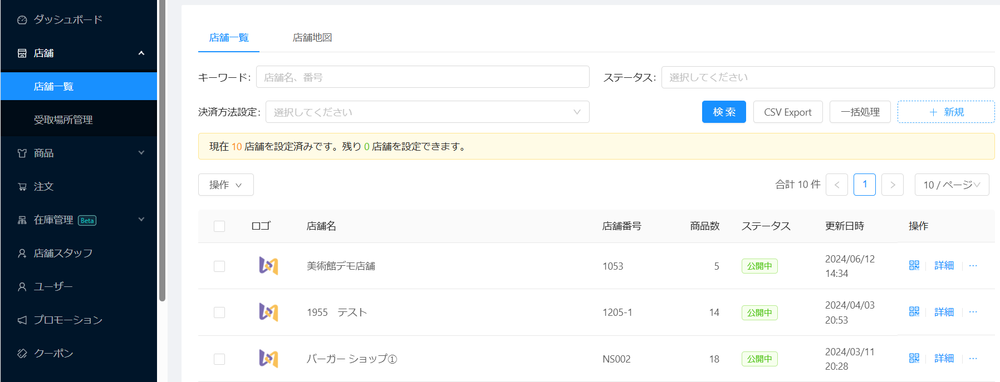 ダッシュボード
店舗
店舗一覧
受取場所管理
商品
注文
在庫管理 Beta
店舗スタッフ
ユーザー
プロモーション
クーポン
店舗一覧 店舗地図
キーワード: 店舗名、番号 ステータス: 選択してください
決済方法設定: 選択してください 検 索 CSV Export 一括処理 + 新規
現在 10 店舗を設定済みです。残り 0 店舗を設定できます。
操作 合計 10 件 < 1 > 10 / ページ
ロゴ 店舗名 店舗番号 商品数 ステータス 更新日時 操作
美術館デモ店舗 1053 5 公開中 2024/06/12 14:34 詳細 ···
1955　テスト 1205-1 14 公開中 2024/04/03 20:53 詳細 ···
バーガー ショップ① NS002 18 公開中 2024/03/11 20:28 詳細 ···